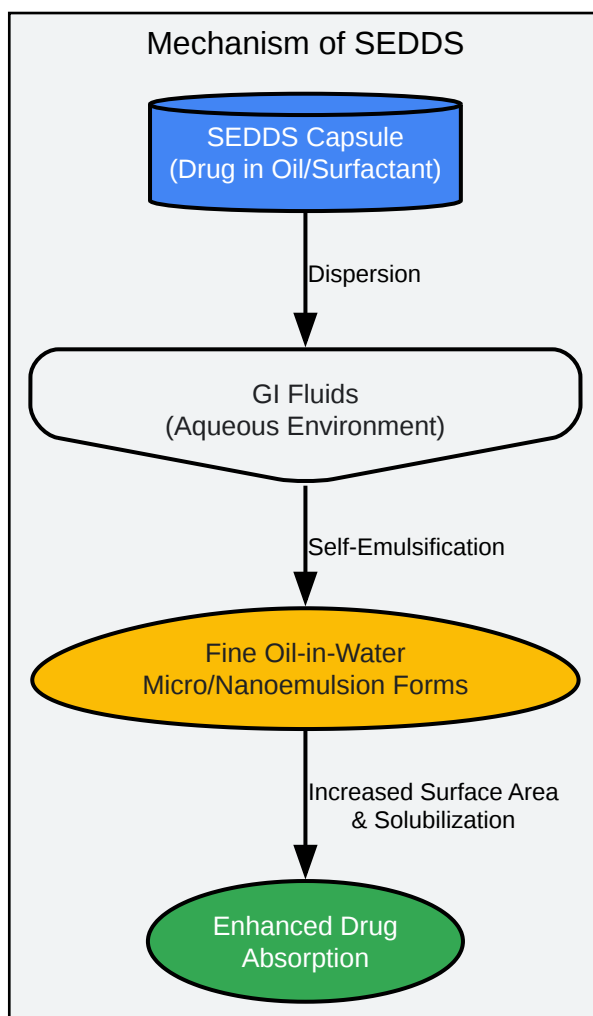 Mechanism of SEDDS
SEDDS Capsule
(Drug in Oil/Surfactant)
Dispersion
GI Fluids
(Aqueous Environment)
Self-Emulsification
Fine Oil-in-Water
Micro/Nanoemulsion Forms
Increased Surface Area
& Solubilization
Enhanced Drug
Absorption